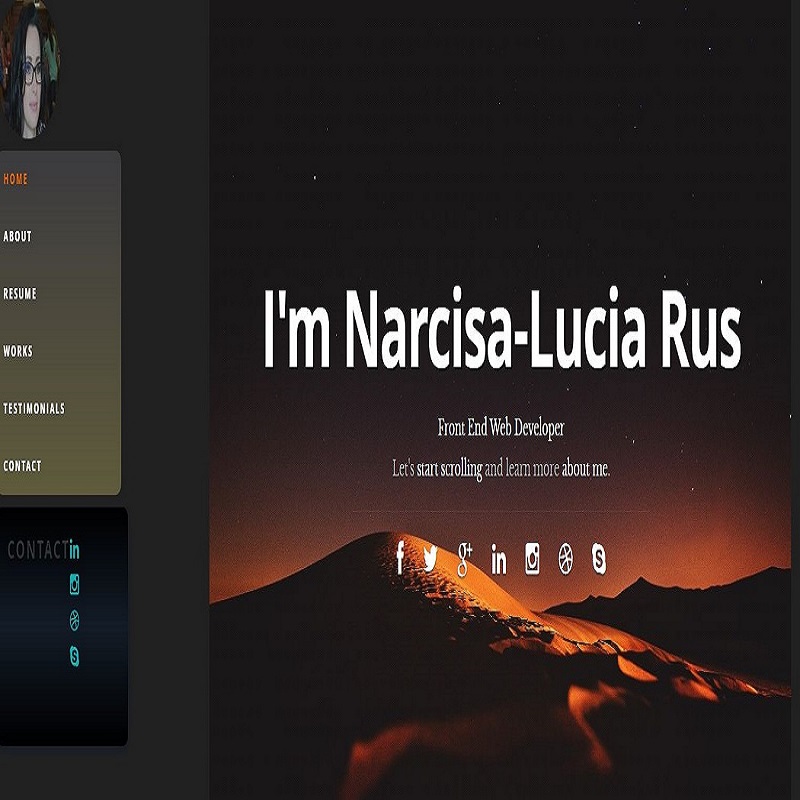 HOME
ABOUT
RESUME
WORKS
TESTIMONIALS
CONTACT
CONTACT
I'm Narcisa-Lucia Rus
Front End Web Developer
Let's start scrolling and learn more about me.